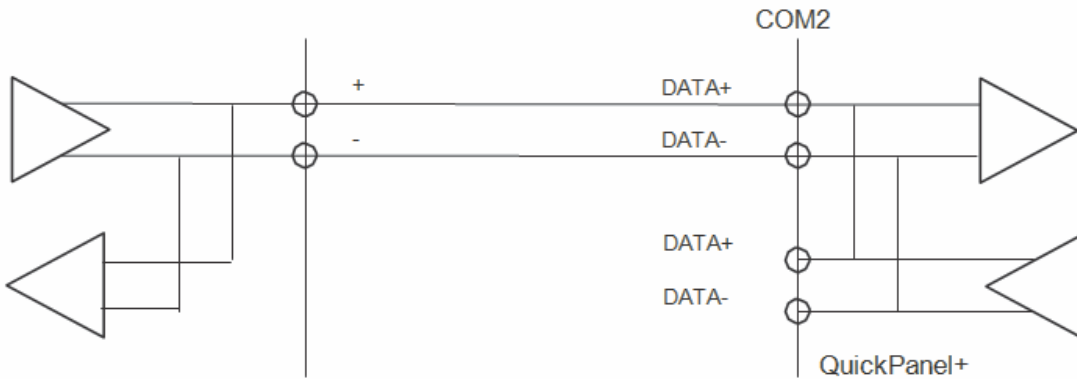 COM2
+
DATA+
-
DATA-
DATA+
DATA-
QuickPanel+